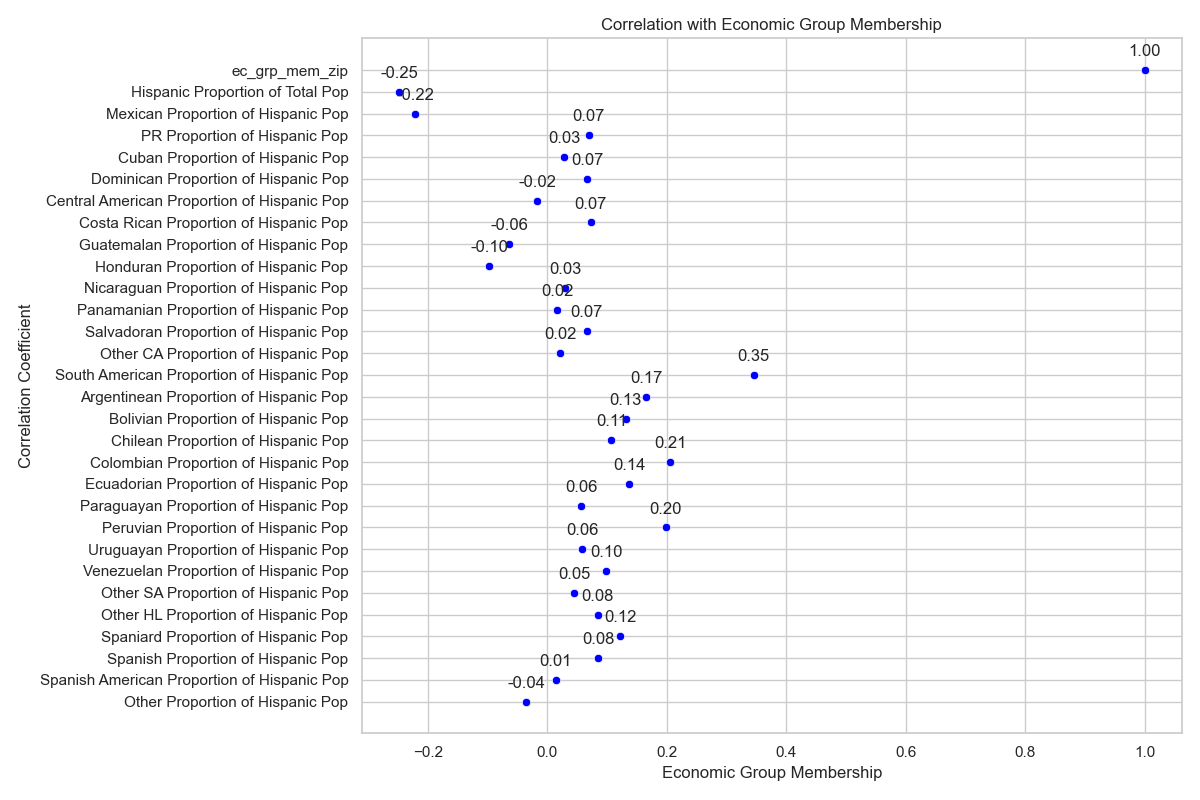 Correlation with Economic Group Membership
1.00
ec_grp_mem_zip
-0.25
Hispanic Proportion of Total Pop
-0.22
Mexican Proportion of Hispanic Pop
0.07
PR Proportion of Hispanic Pop
0.03
Cuban Proportion of Hispanic Pop
0.07
Dominican Proportion of Hispanic Pop
-0.02
Central American Proportion of Hispanic Pop
0.07
Costa Rican Proportion of Hispanic Pop
-0.06
Guatemalan Proportion of Hispanic Pop
-0.10
Honduran Proportion of Hispanic Pop
0.03
Nicaraguan Proportion of Hispanic Pop
0.02
Panamanian Proportion of Hispanic Pop
0.07
Salvadoran Proportion of Hispanic Pop
0.02
Other CA Proportion of Hispanic Pop
0.35
South American Proportion of Hispanic Pop
0.17
Argentinean Proportion of Hispanic Pop
0.13
Bolivian Proportion of Hispanic Pop
0.11
Chilean Proportion of Hispanic Pop
0.21
Colombian Proportion of Hispanic Pop
0.14
Ecuadorian Proportion of Hispanic Pop
0.06
Paraguayan Proportion of Hispanic Pop
0.20
Peruvian Proportion of Hispanic Pop
0.06
Uruguayan Proportion of Hispanic Pop
0.10
Venezuelan Proportion of Hispanic Pop
0.05
Other SA Proportion of Hispanic Pop
0.08
Other HL Proportion of Hispanic Pop
0.12
Spaniard Proportion of Hispanic Pop
0.08
Spanish Proportion of Hispanic Pop
0.01
Spanish American Proportion of Hispanic Pop
-0.04
Other Proportion of Hispanic Pop
Correlation Coefficient
−0.2 0.0 0.2 0.4 0.6 0.8 1.0
Economic Group Membership